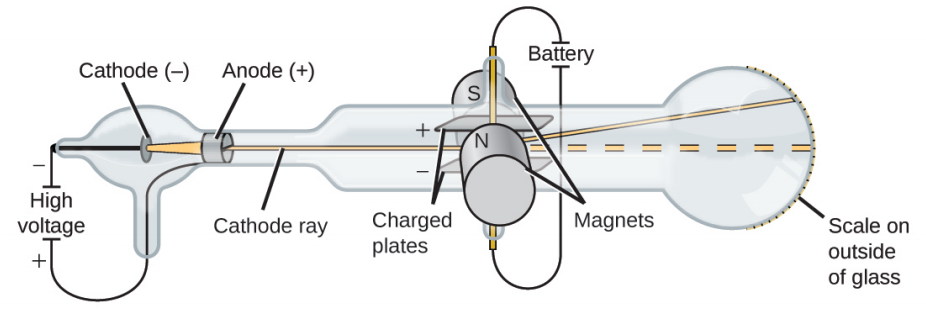 Battery
Cathode (–)
Anode (+)
S
+
N
–
–
High
voltage
+
Cathode ray
Charged
plates
Magnets
Scale on
outside
of glass